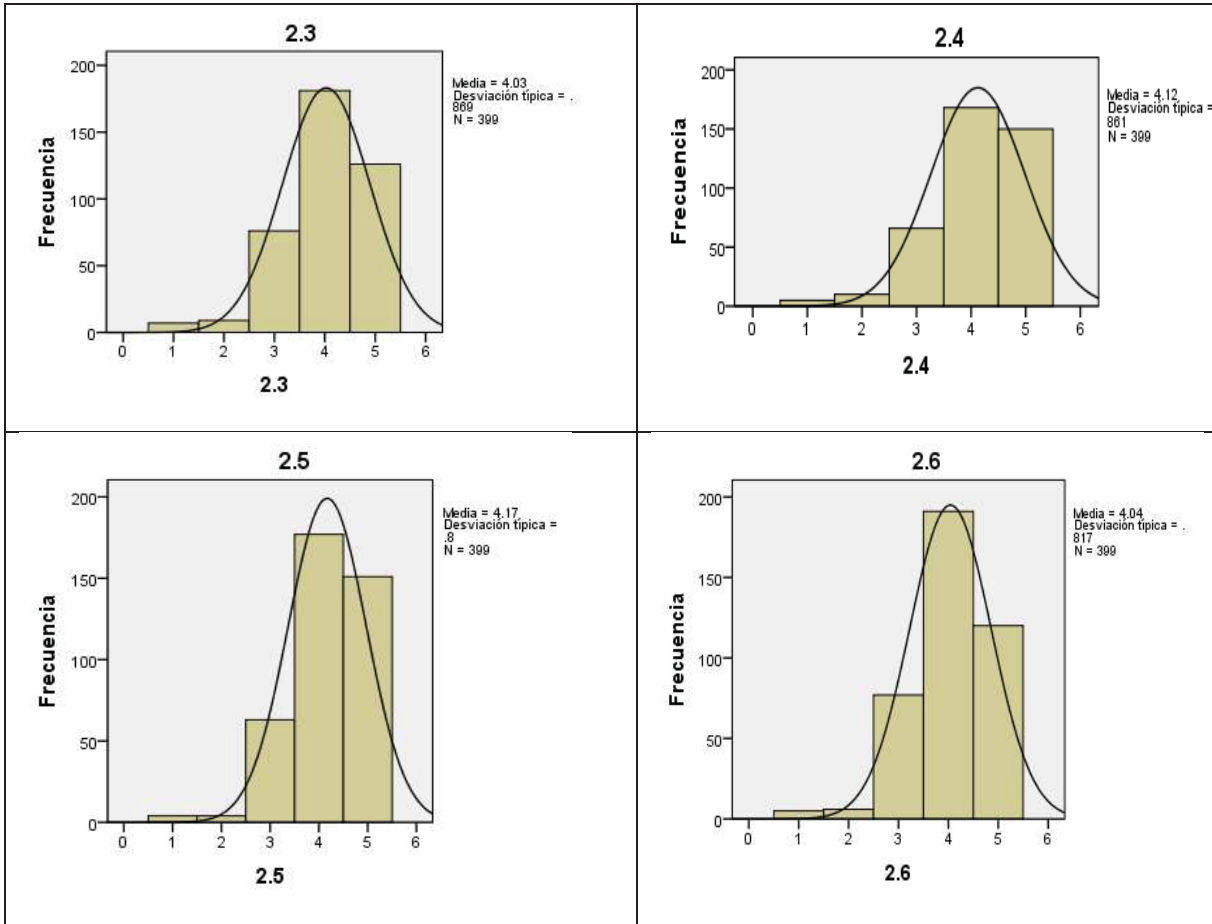 2.3
Frecuencia
200
150
100
50
0
0 1 2 3 4 5 6
2.3
Media = 4.03
Desviación típica = .
869
N = 399
2.4
Frecuencia
200
150
100
50
0
0 1 2 3 4 5 6
2.4
Media = 4.12
Desviación típica =
861
N = 399
2.5
Frecuencia
200
150
100
50
0
0 1 2 3 4 5 6
2.5
Media = 4.17
Desviación típica =
.8
N = 399
2.6
Frecuencia
200
150
100
50
0
0 1 2 3 4 5 6
2.6
Media = 4.04
Desviación típica = .
817
N = 399